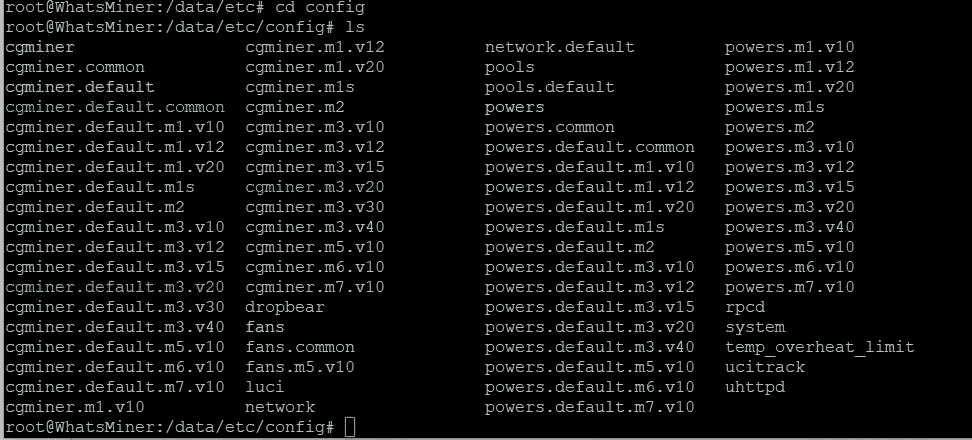 root@WhatsMiner:/data/etc# cd config
root@WhatsMiner:/data/etc/config# ls
cgminer cgminer.m1.v12 network.default powers.m1.v10
cgminer.common cgminer.m1.v20 pools powers.m1.v12
cgminer.default cgminer.m1s pools.default powers.m1.v20
cgminer.default.common cgminer.m2 powers powers.m1s
cgminer.default.m1.v10 cgminer.m3.v10 powers.common powers.m2
cgminer.default.m1.v12 cgminer.m3.v12 powers.default.common powers.m3.v10
cgminer.default.m1.v20 cgminer.m3.v15 powers.default.m1.v10 powers.m3.v12
cgminer.default.m1s cgminer.m3.v20 powers.default.m1.v12 powers.m3.v15
cgminer.default.m2 cgminer.m3.v30 powers.default.m1.v20 powers.m3.v20
cgminer.default.m3.v10 cgminer.m3.v40 powers.default.m1s powers.m3.v40
cgminer.default.m3.v12 cgminer.m5.v10 powers.default.m2 powers.m5.v10
cgminer.default.m3.v15 cgminer.m6.v10 powers.default.m3.v10 powers.m6.v10
cgminer.default.m3.v20 cgminer.m7.v10 powers.default.m3.v12 powers.m7.v10
cgminer.default.m3.v30 dropbear powers.default.m3.v15 rpcd
cgminer.default.m3.v40 fans powers.default.m3.v20 system
cgminer.default.m5.v10 fans.common powers.default.m3.v40 temp_overheat_limit
cgminer.default.m6.v10 fans.m5.v10 powers.default.m5.v10 ucitrack
cgminer.default.m7.v10 luci powers.default.m6.v10 uhttpd
cgminer.m1.v10 network powers.default.m7.v10
root@WhatsMiner:/data/etc/config#